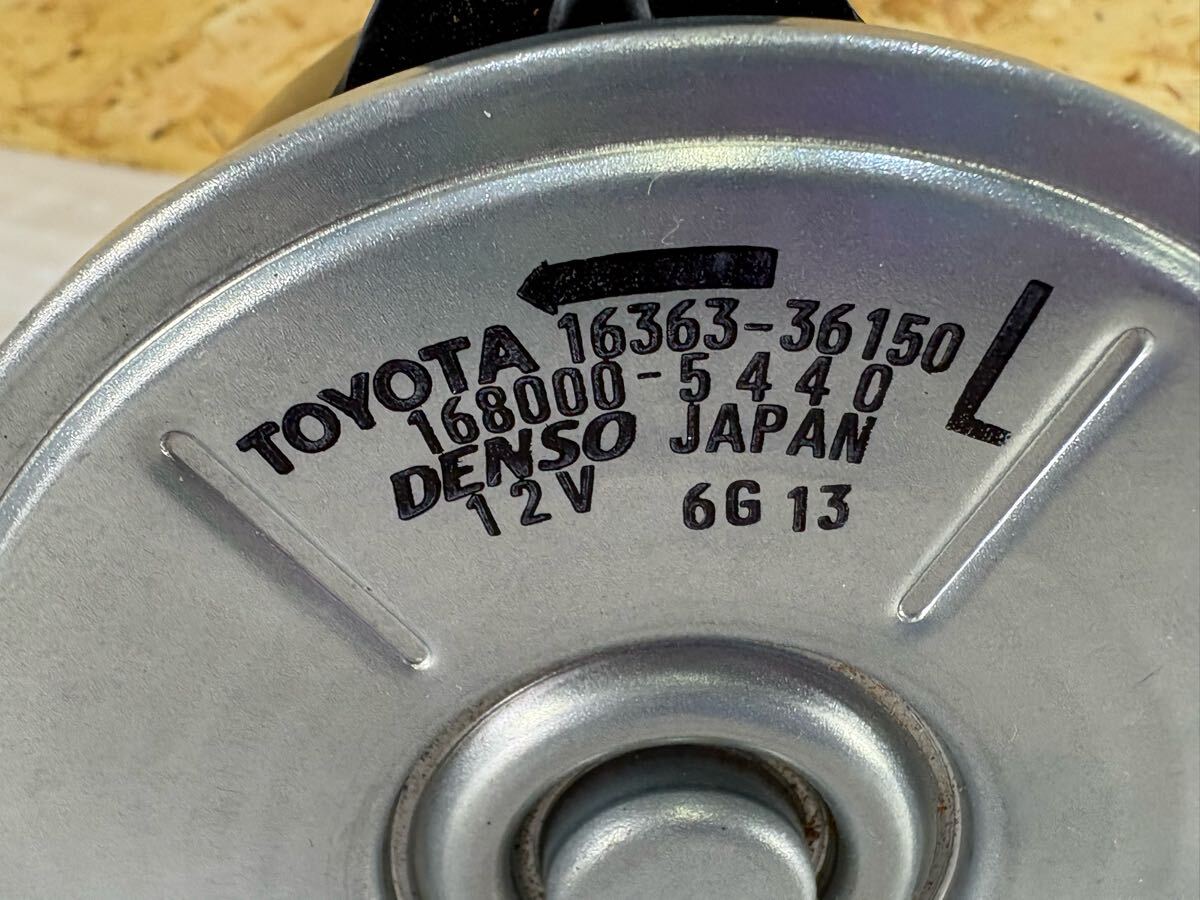 TOYOTA 16363-36150 L
168000-5440
DENSO JAPAN
12V 6G13